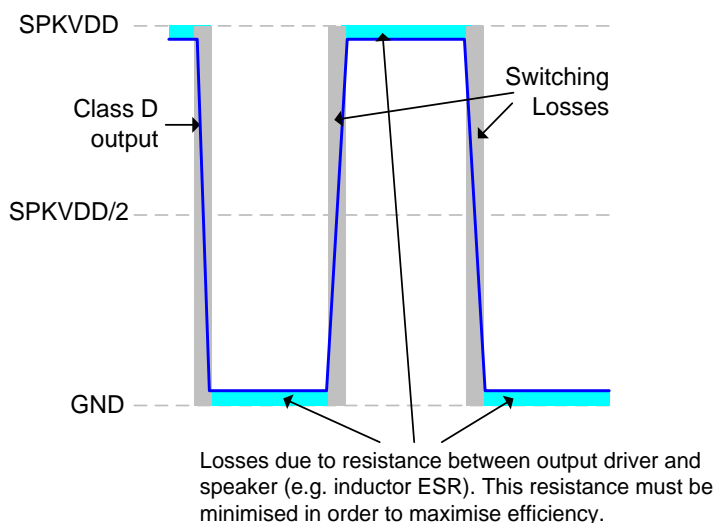 SPKVDD
Switching
Losses
Class D
output
SPKVDD/2
GND
Losses due to resistance between output driver and
speaker (e.g. inductor ESR). This resistance must be
minimised in order to maximise efficiency.